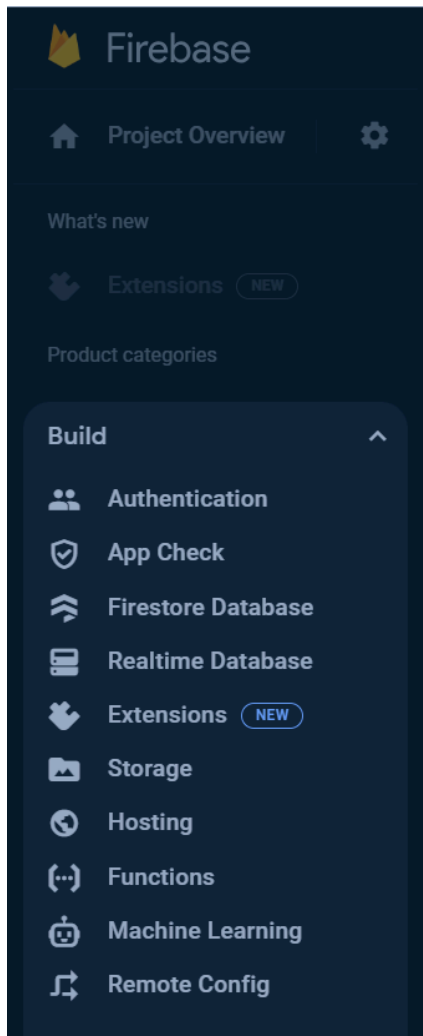 Firebase
Project Overview
What's new
Extensions NEW
Product categories
Build
Authentication
App Check
Firestore Database
Realtime Database
Extensions NEW
Storage
Hosting
Functions
Machine Learning
Remote Config